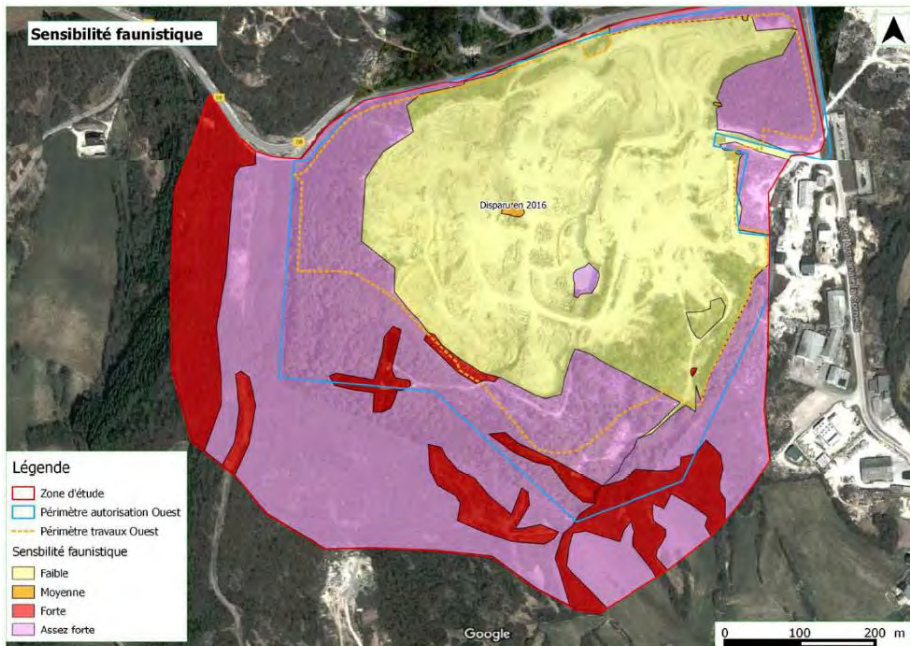 Sensibilité faunistique
Disparu en 2016
Légende
Zone d'étude
Périmètre autorisation Ouest
Périmètre travaux Ouest
Sensbilité faunistique
Faible
Moyenne
Forte
Assez forte
Google
0 100 200 m